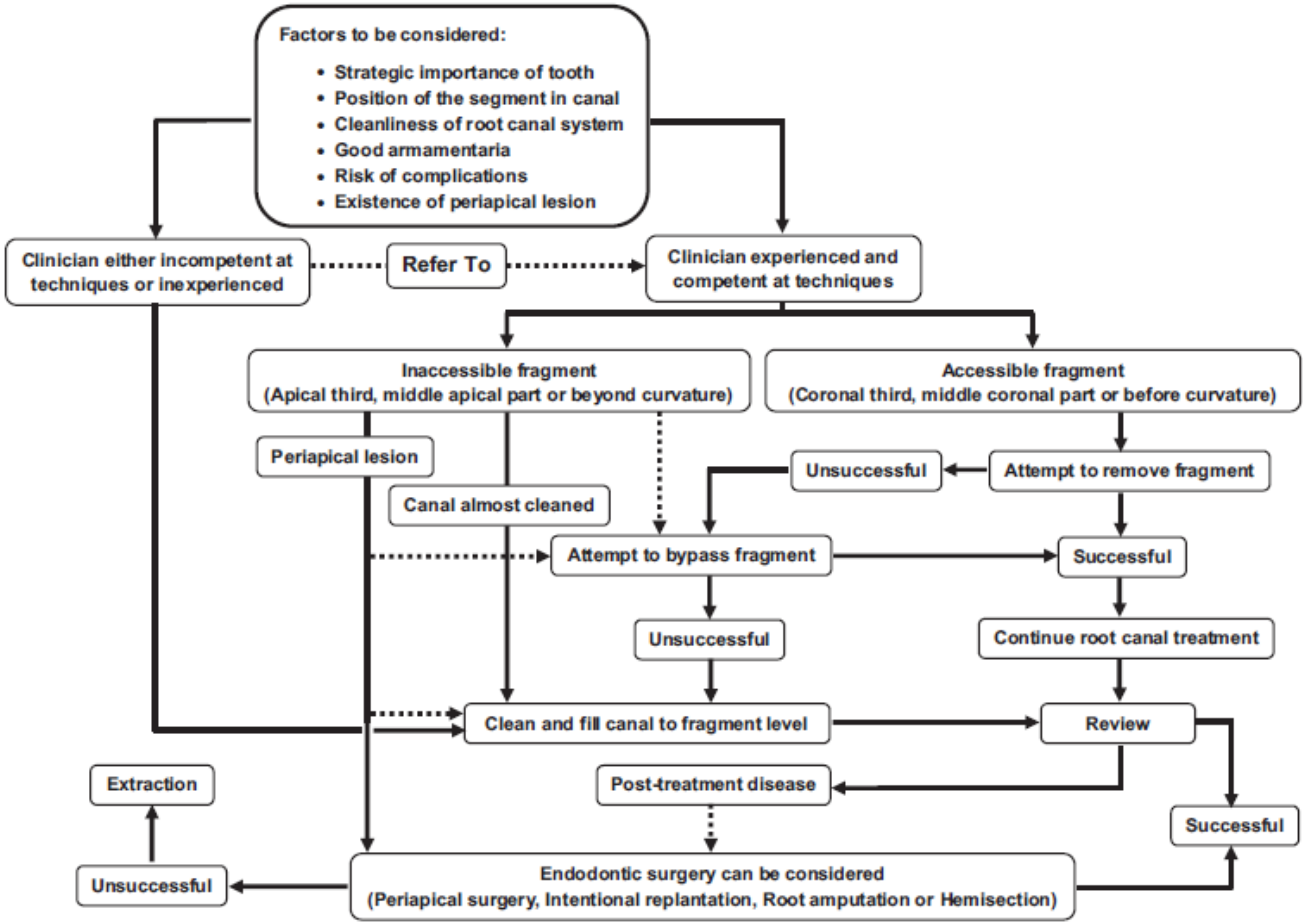 Factors to be considered:
• Strategic importance of tooth
• Position of the segment in canal
• Cleanliness of root canal system
• Good armamentaria
• Risk of complications
• Existence of periapical lesion
Clinician either incompetent at
techniques or inexperienced
Refer To
Clinician experienced and
competent at techniques
Inaccessible fragment
(Apical third, middle apical part or beyond curvature)
Accessible fragment
(Coronal third, middle coronal part or before curvature)
Periapical lesion
Unsuccessful
Attempt to remove fragment
Canal almost cleaned
Attempt to bypass fragment
Successful
Unsuccessful
Continue root canal treatment
Clean and fill canal to fragment level
Review
Extraction
Post-treatment disease
Successful
Unsuccessful
Endodontic surgery can be considered
(Periapical surgery, Intentional replantation, Root amputation or Hemisection)